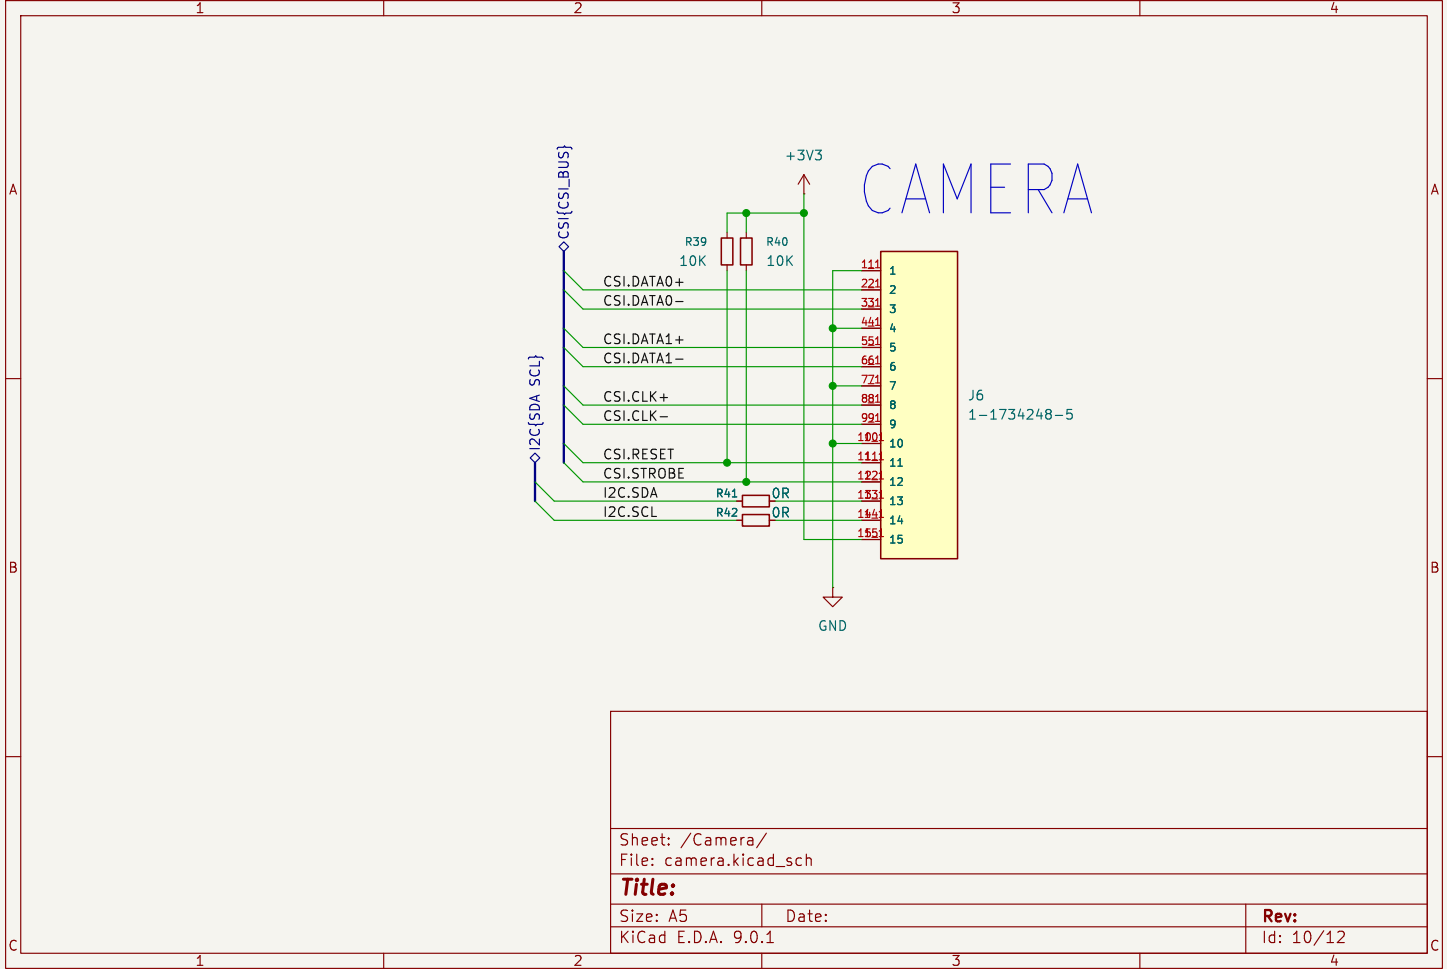 1 2 3 4
CSI{CSI_BUS}
+3V3
CAMERA
A A
R39 R40
10K 10K
1
CSI.DATA0+ 2
CSI.DATA0- 3
4
CSI.DATA1+ 5
CSI.DATA1- 6
7
I2C{SDA SCL}
CSI.CLK+ 8
J6
CSI.CLK- 9
1-1734248-5
10
CSI.RESET 11
CSI.STROBE 12
I2C.SDA R41 0R 13
I2C.SCL R42 0R 14
15
B B
GND
Sheet: /Camera/
File: camera.kicad_sch
Title:
Size: A5 Date: Rev:
KiCad E.D.A. 9.0.1 Id: 10/12
C C
1 2 3 4